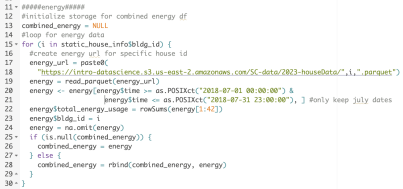 11 #####energy#####
12 #initialize storage for combined energy df
13 combined_energy = NULL
14 #loop for energy data
15 for (i in static_house_info$bldg_id) {
16 #create energy url for specific house id
17 energy_url = paste0(
18 "https://intro-datascience.s3.us-east-2.amazonaws.com/SC-data/2023-houseData/",i,".parquet")
19 energy = read_parquet(energy_url)
20 energy <- energy[energy$time >= as.POSIXct("2018-07-01 00:00:00") &
21 energy$time <= as.POSIXct("2018-07-31 23:00:00"), ] #only keep july dates
22 energy$total_energy_usage = rowSums(energy[1:42])
23 energy$bldg_id = i
24 energy = na.omit(energy)
25 if (is.null(combined_energy)) {
26 combined_energy = energy
27 } else {
28 combined_energy = rbind(combined_energy, energy)
29 }
30 }